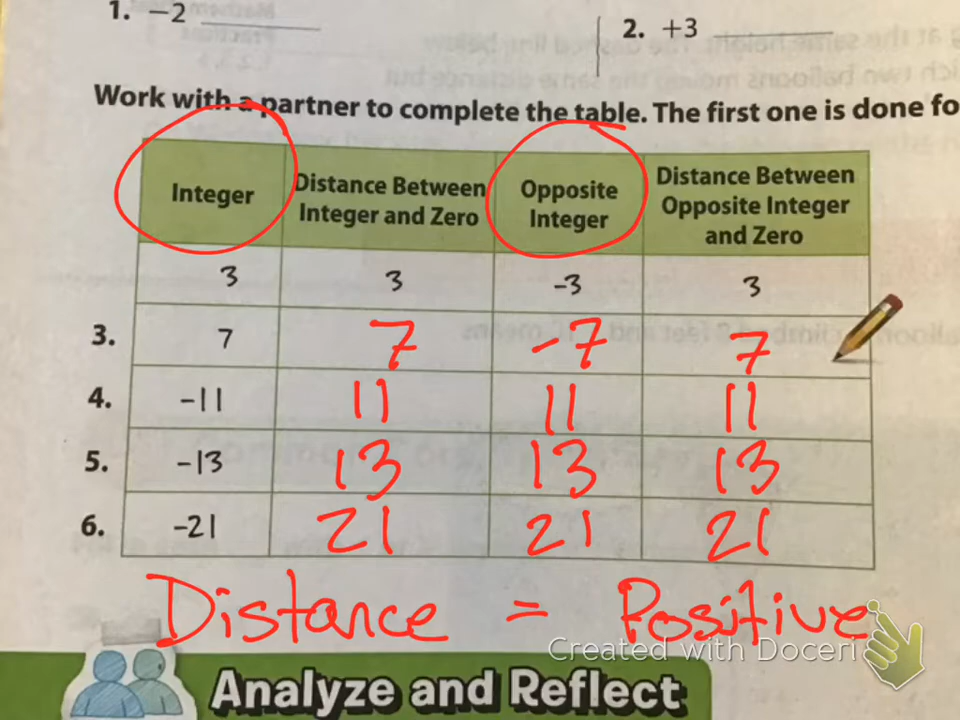 1. −2
2. +3
Work with a partner to complete the table. The first one is done fo
Integer
Distance Between
Integer and Zero
Opposite
Integer
Distance Between
Opposite Integer
and Zero
3 3 -3 3
3. 7 7 -7 7
4. -11 11 11 11
5. -13 13 13 13
6. -21 21 21 21
Distance = Positive
Created with Doceri
Analyze and Reflect